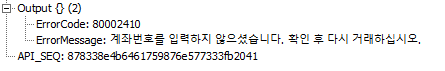 Output {} (2)
ErrorCode: 80002410
ErrorMessage: 계좌번호를 입력하지 않으셨습니다. 확인 후 다시 거래하십시오.
API_SEQ: 878338e4b6461759876e577333fb2041